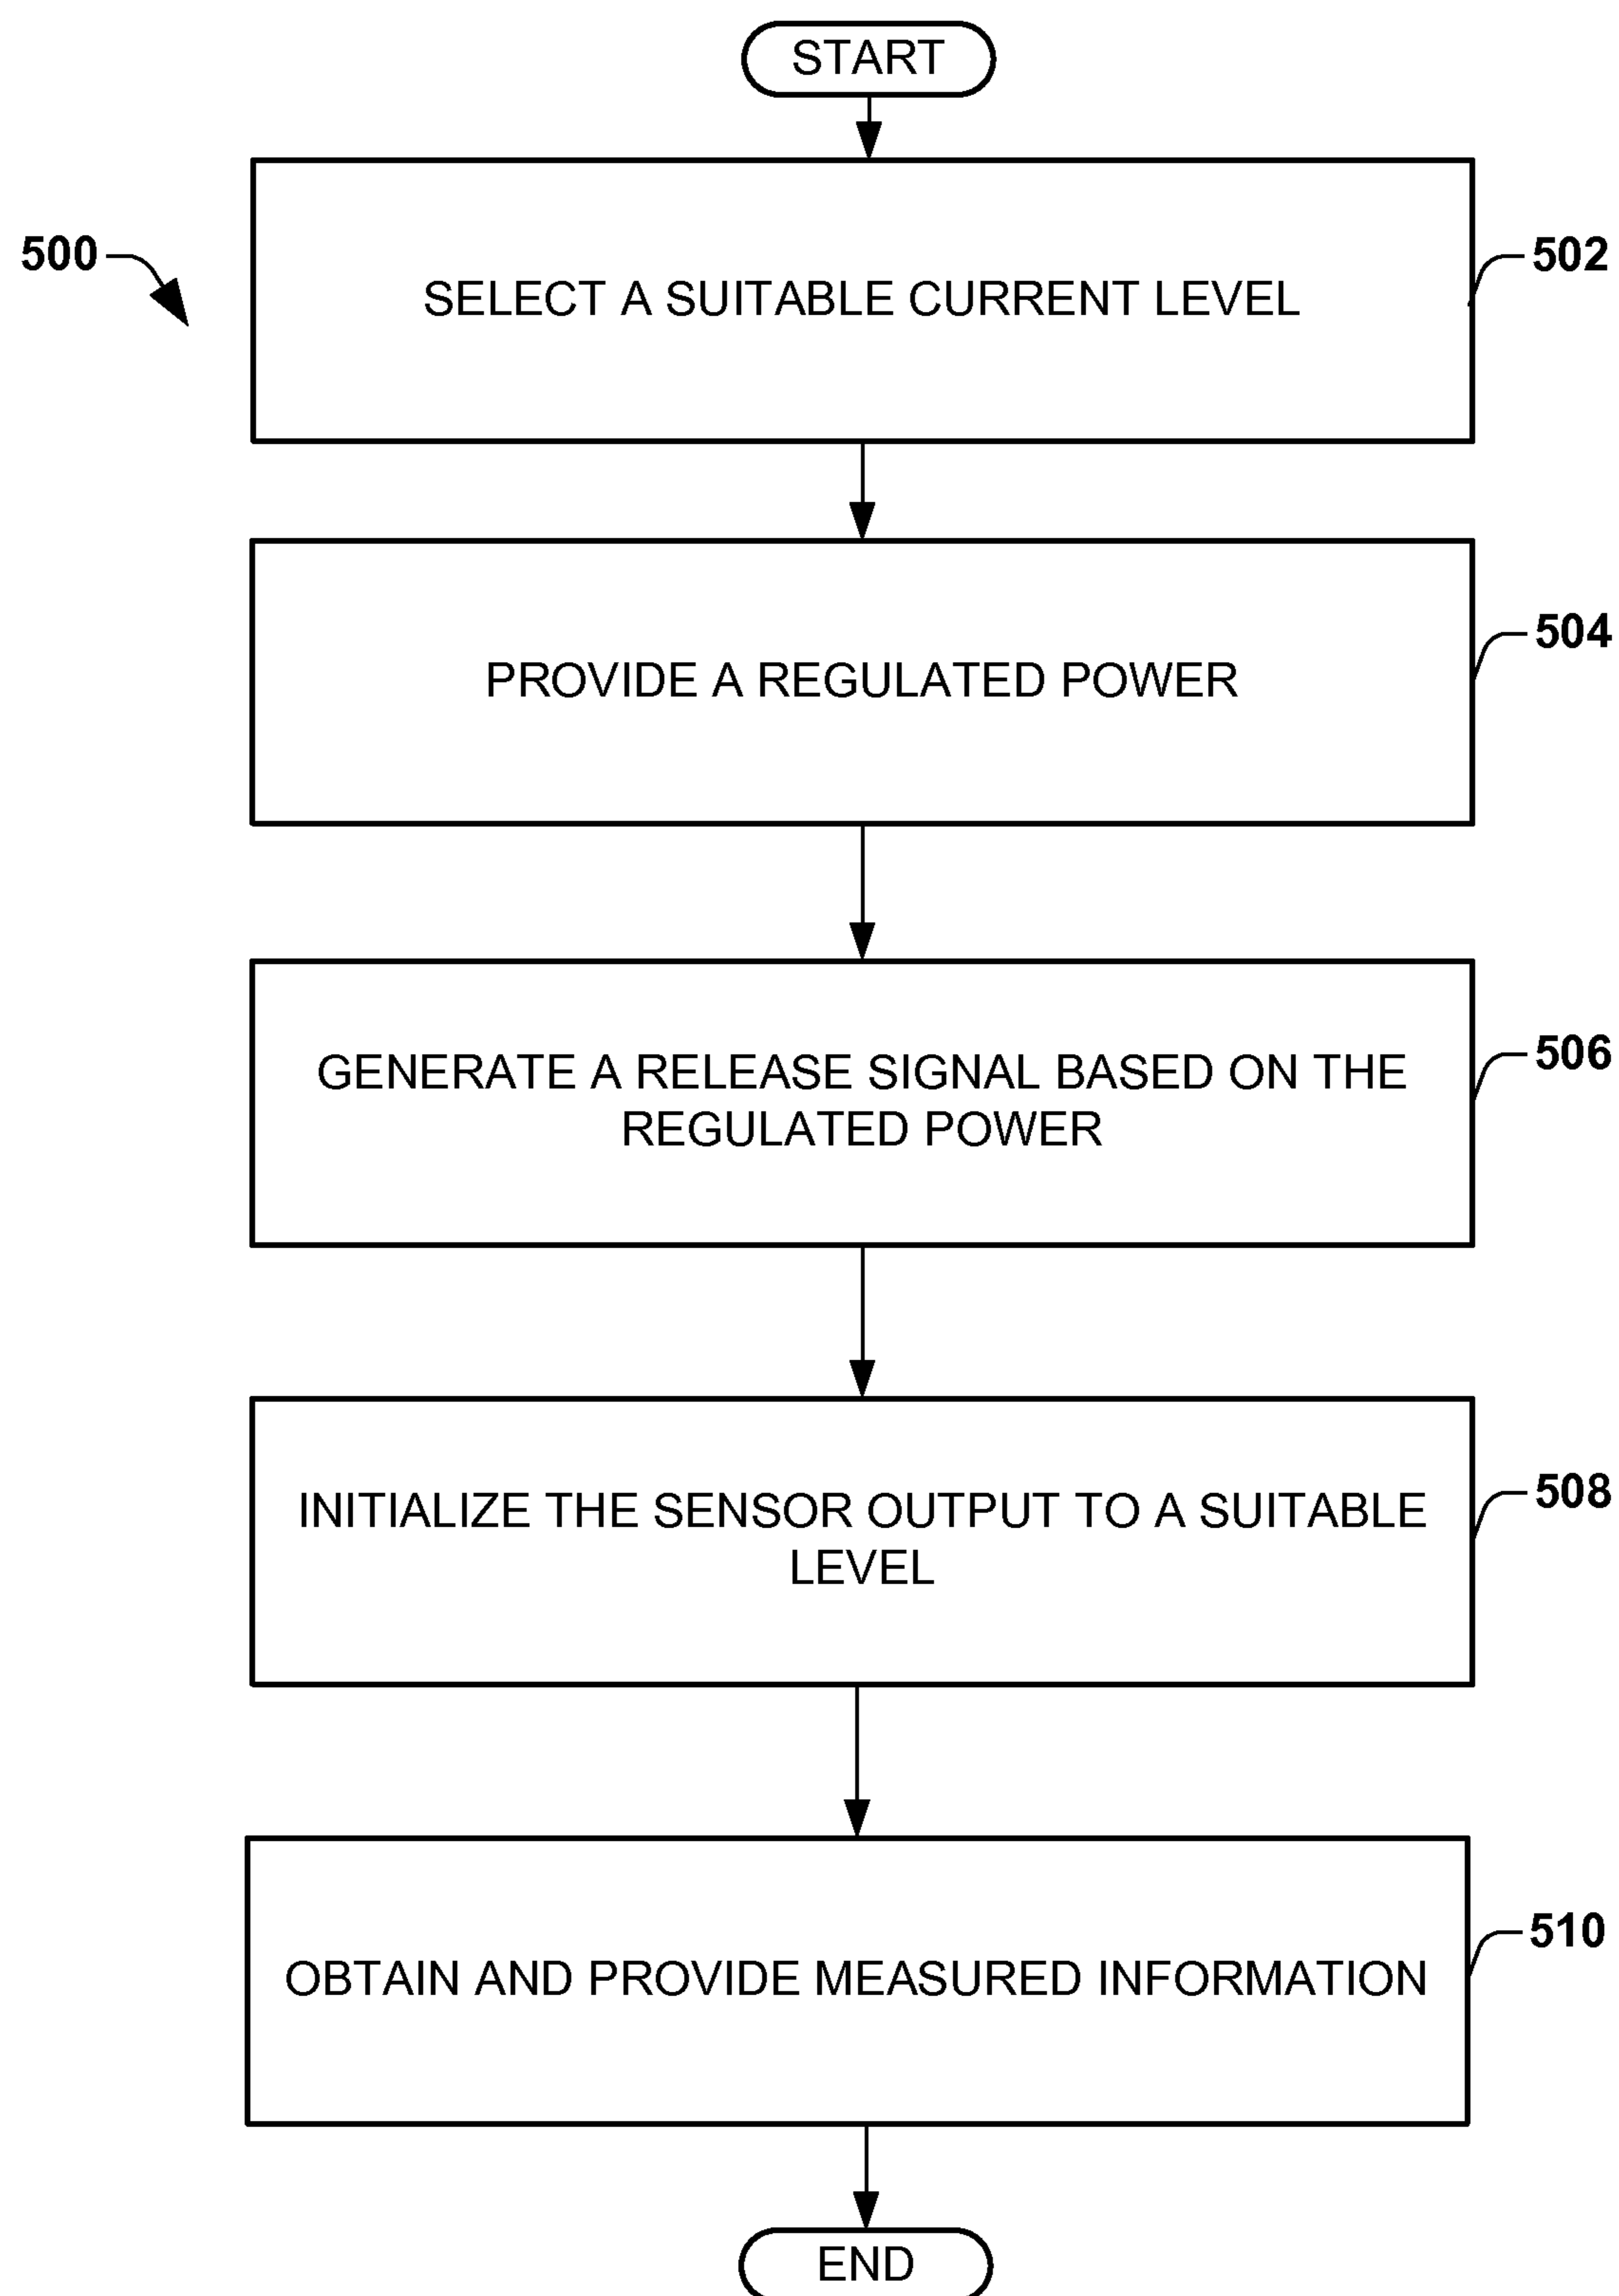 START
500
SELECT A SUITABLE CURRENT LEVEL
502
PROVIDE A REGULATED POWER
504
GENERATE A RELEASE SIGNAL BASED ON THE
REGULATED POWER
506
INITIALIZE THE SENSOR OUTPUT TO A SUITABLE
LEVEL
508
OBTAIN AND PROVIDE MEASURED INFORMATION
510
END